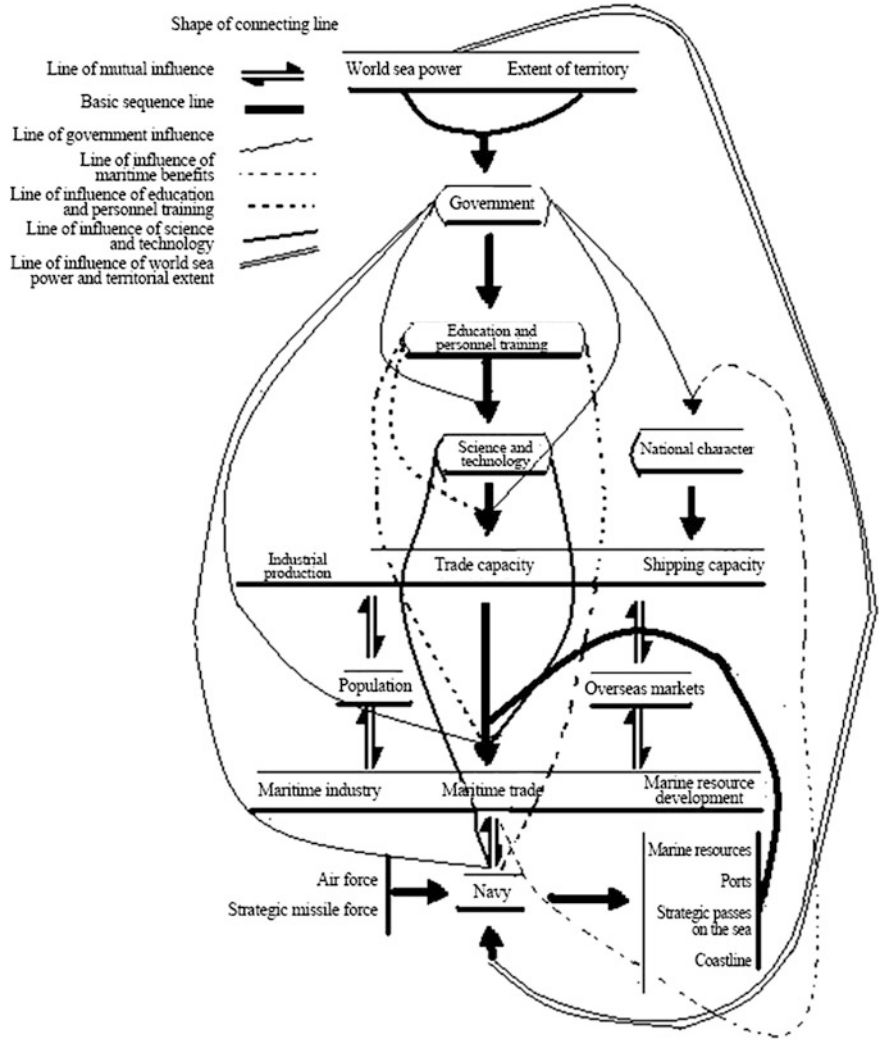 Shape of connecting line
Line of mutual influence
Basic sequence line
Line of government influence
Line of influence of
maritime benefits
Line of influence of education
and personnel training
Line of influence of science
and technology
Line of influence of world sea
power and territorial extent
World sea power Extent of territory
Government
Education and
personnel training
Science and
technology
National character
Industrial
production
Trade capacity
Shipping capacity
Population
Overseas markets
Maritime industry
Maritime trade
Marine resource
development
Air force
Strategic missile force
Navy
Marine resources
Ports
Strategic passes
on the sea
Coastline